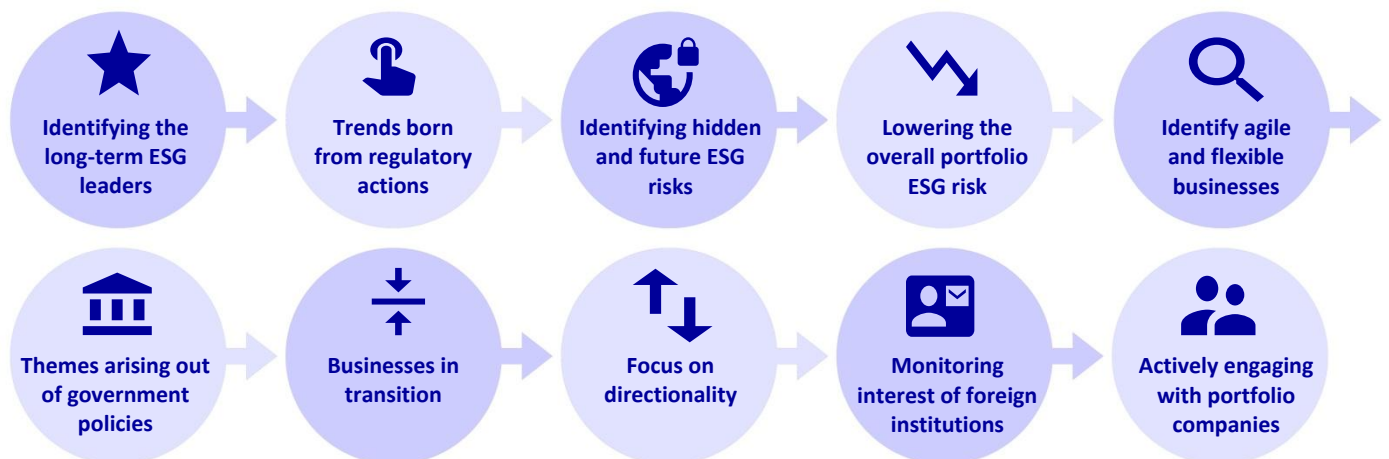 Identifying the
long-term ESG
leaders
Trends born
from regulatory
actions
Identifying hidden
and future ESG
risks
Lowering the
overall portfolio
ESG risk
Identify agile
and flexible
businesses
Themes arising out
of government
policies
Businesses in
transition
Focus on
directionality
Monitoring
interest of foreign
institutions
Actively engaging
with portfolio
companies